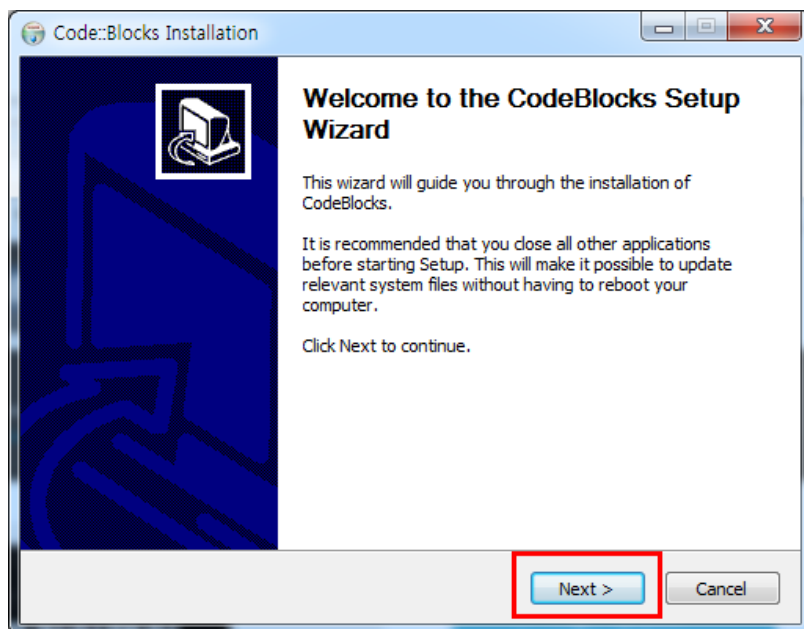 Code::Blocks Installation
Welcome to the CodeBlocks Setup
Wizard
This wizard will guide you through the installation of
CodeBlocks.
It is recommended that you close all other applications
before starting Setup. This will make it possible to update
relevant system files without having to reboot your
computer.
Click Next to continue.
Next >
Cancel